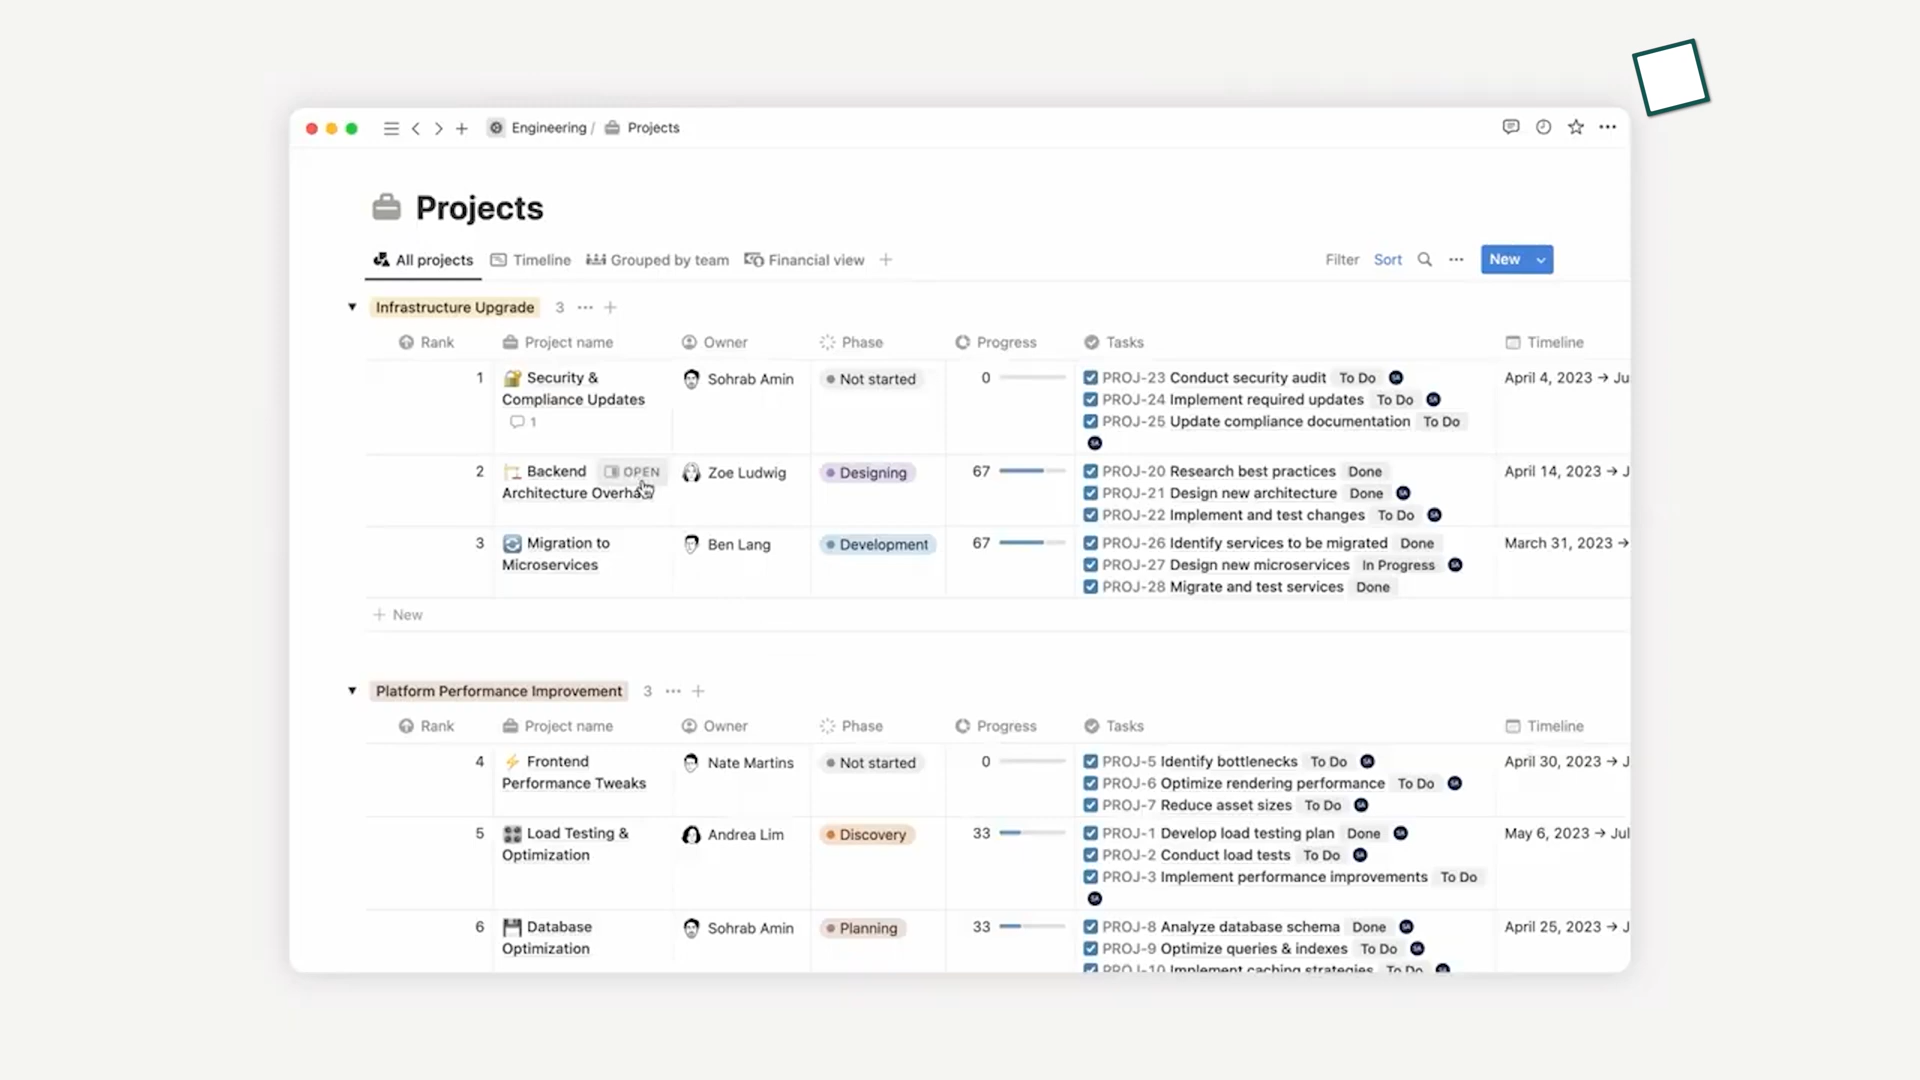 Engineering / Projects
Projects
All projects Timeline Grouped by team Financial view
Filter Sort New
Infrastructure Upgrade 3
Rank Project name Owner Phase Progress Tasks Timeline
1 Security & Sohrab Amin Not started 0 PROJ-23 Conduct security audit To Do April 4, 2023 → Ju
Compliance Updates PROJ-24 Implement required updates To Do
1 PROJ-25 Update compliance documentation To Do
2 Backend OPEN Zoe Ludwig Designing 67 PROJ-20 Research best practices Done April 14, 2023 → J
Architecture PROJ-21 Design new architecture Done
PROJ-22 Implement and test changes To Do
3 Migration to Ben Lang Development 67 PROJ-26 Identify services to be migrated Done March 31, 2023 →
Microservices PROJ-27 Design new microservices In Progress
PROJ-28 Migrate and test services Done
New
Platform Performance Improvement 3
Rank Project name Owner Phase Progress Tasks Timeline
4 Frontend Nate Martins Not started 0 PROJ-5 Identify bottlenecks To Do April 30, 2023 → J
Performance Tweaks PROJ-6 Optimize rendering performance To Do
PROJ-7 Reduce asset sizes To Do
5 Load Testing & Andrea Lim Discovery 33 PROJ-1 Develop load testing plan Done May 6, 2023 → Jul
Optimization PROJ-2 Conduct load tests To Do
PROJ-3 Implement performance improvements To Do
6 Database Sohrab Amin Planning 33 PROJ-8 Analyze database schema Done April 25, 2023 → J
Optimization PROJ-9 Optimize queries & indexes To Do
PROJ-10 Implement caching strategies To Do